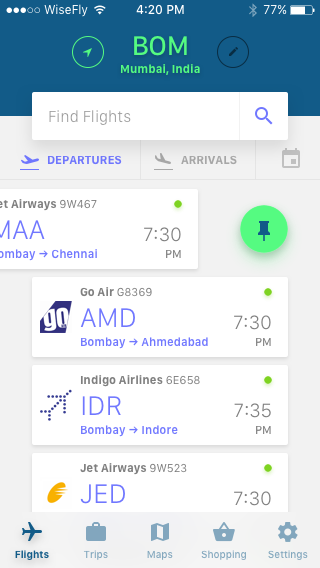 WiseFly 4:20 PM 77%
BOM
Mumbai, India
Find Flights
DEPARTURES ARRIVALS
et Airways 9W467
MAA 7:30
ombay → Chennai PM
Go Air G8369
go AMD 7:30
Bombay → Ahmedabad PM
Indigo Airlines 6E658
IDR 7:35
Bombay → Indore PM
Jet Airways 9W523
JED 7:30
Flights Trips Maps Shopping Settings